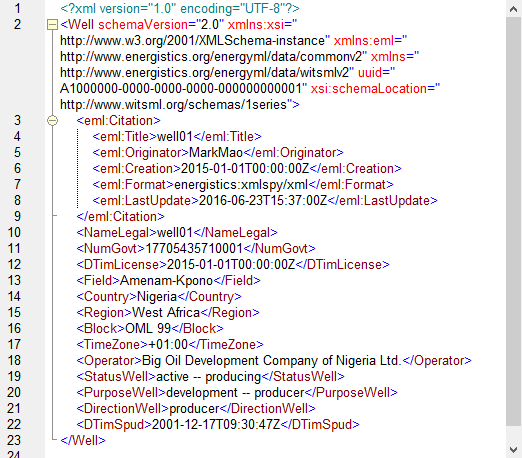 1 <?xml version="1.0" encoding="UTF-8"?>
2 <Well schemaVersion="2.0" xmlns:xsi="
http://www.w3.org/2001/XMLSchema-instance" xmlns:eml="
http://www.energistics.org/energyml/data/commonv2" xmlns="
http://www.energistics.org/energyml/data/witsmlv2" uuid="
A1000000-0000-0000-0000-000000000001" xsi:schemaLocation="
http://www.witsml.org/schemas/1series">
3 <eml:Citation>
4 <eml:Title>well01</eml:Title>
5 <eml:Originator>MarkMao</eml:Originator>
6 <eml:Creation>2015-01-01T00:00:00Z</eml:Creation>
7 <eml:Format>energistics:xmlspy/xml</eml:Format>
8 <eml:LastUpdate>2016-06-23T15:37:00Z</eml:LastUpdate>
9 </eml:Citation>
10 <NameLegal>well01</NameLegal>
11 <NumGovt>17705435710001</NumGovt>
12 <DTimLicense>2015-01-01T00:00:00Z</DTimLicense>
13 <Field>Amenam-Kpono</Field>
14 <Country>Nigeria</Country>
15 <Region>West Africa</Region>
16 <Block>OML 99</Block>
17 <TimeZone>+01:00</TimeZone>
18 <Operator>Big Oil Development Company of Nigeria Ltd.</Operator>
19 <StatusWell>active -- producing</StatusWell>
20 <PurposeWell>development -- producer</PurposeWell>
21 <DirectionWell>producer</DirectionWell>
22 <DTimSpud>2001-12-17T09:30:47Z</DTimSpud>
23 </Well>